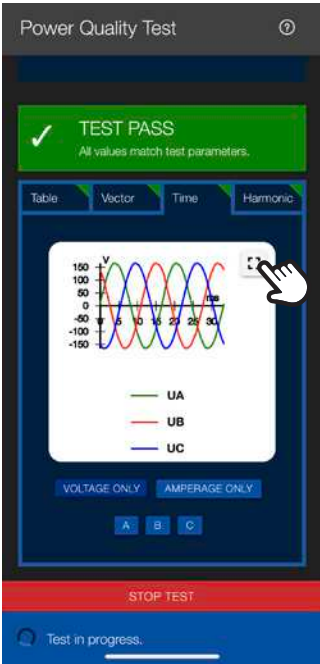 Power Quality Test ?
TEST PASS
All values match test parameters.
Table Vector Time Harmonic
V
150
100
50
0
-50
-100
-150
ms
0 5 10 15 20 25 30
UA
UB
UC
VOLTAGE ONLY AMPERAGE ONLY
A B C
STOP TEST
Test in progress.